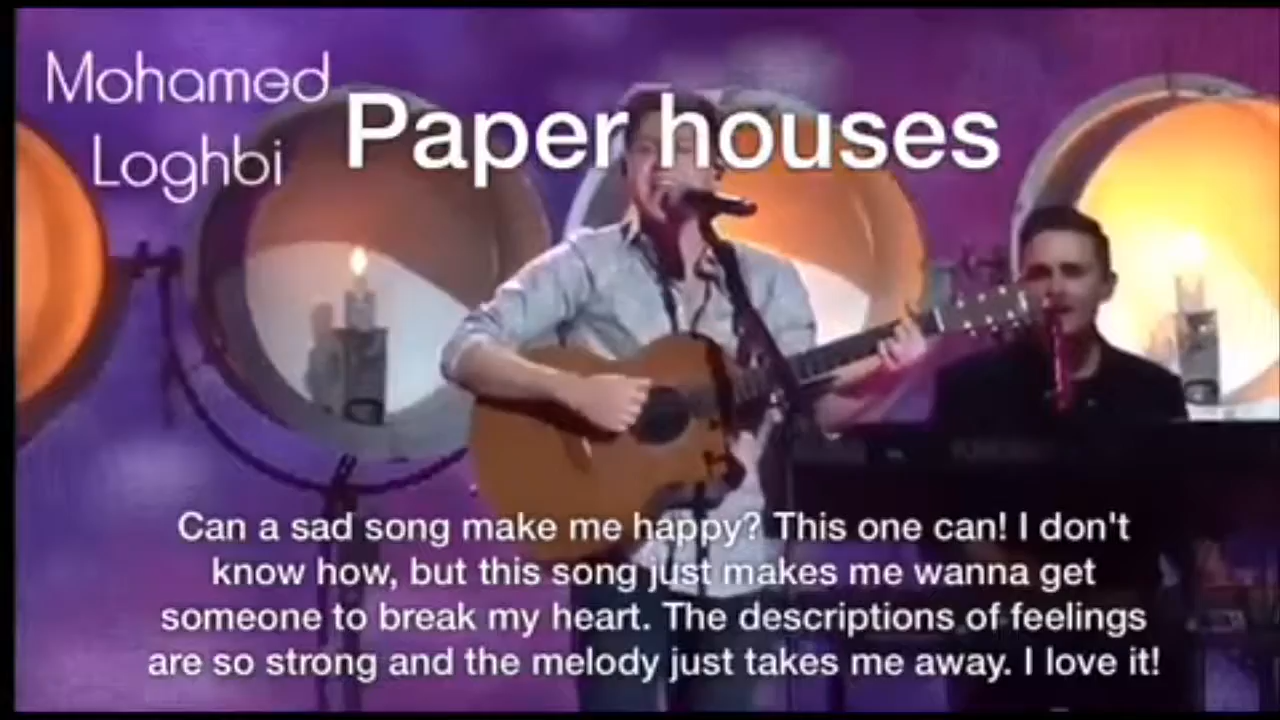 Mohamed
Loghbi
Paper houses
Can a sad song make me happy? This one can! I don't
know how, but this song just makes me wanna get
someone to break my heart. The descriptions of feelings
are so strong and the melody just takes me away. I love it!